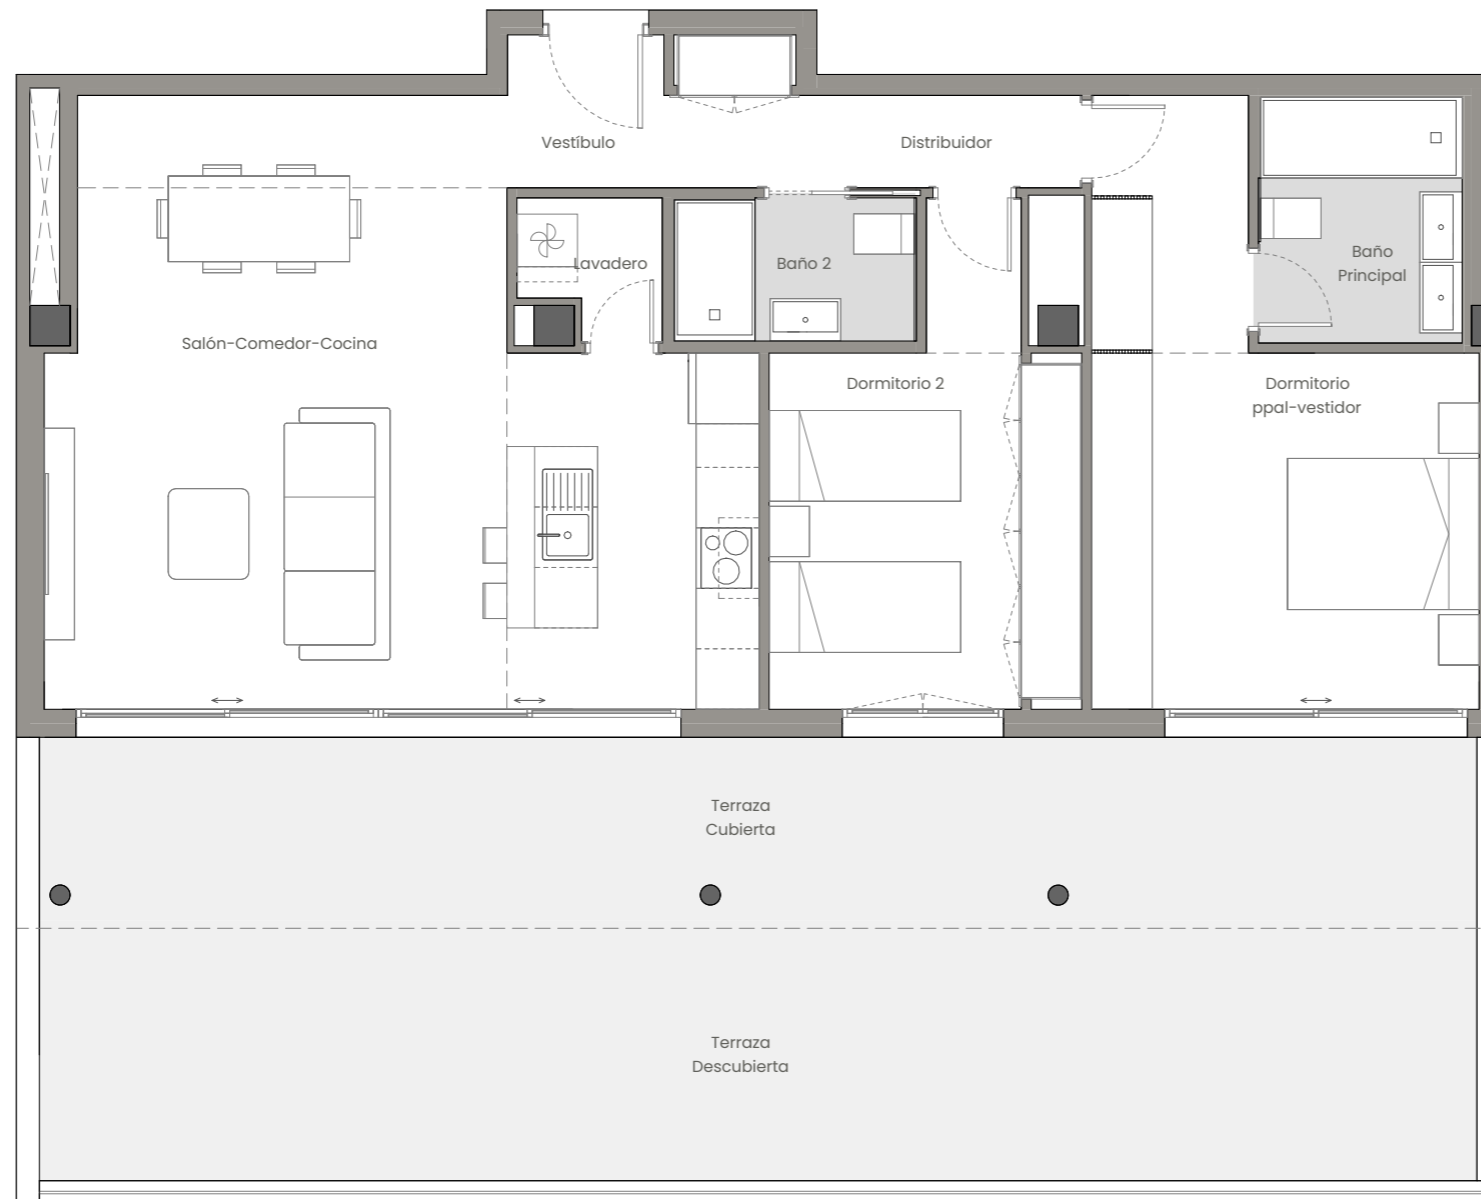 Vestíbulo
Distribuidor
Lavadero
Baño 2
Baño
Principal
Salón-Comedor-Cocina
Dormitorio 2
Dormitorio
ppal-vestidor
Terraza
Cubierta
Terraza
Descubierta